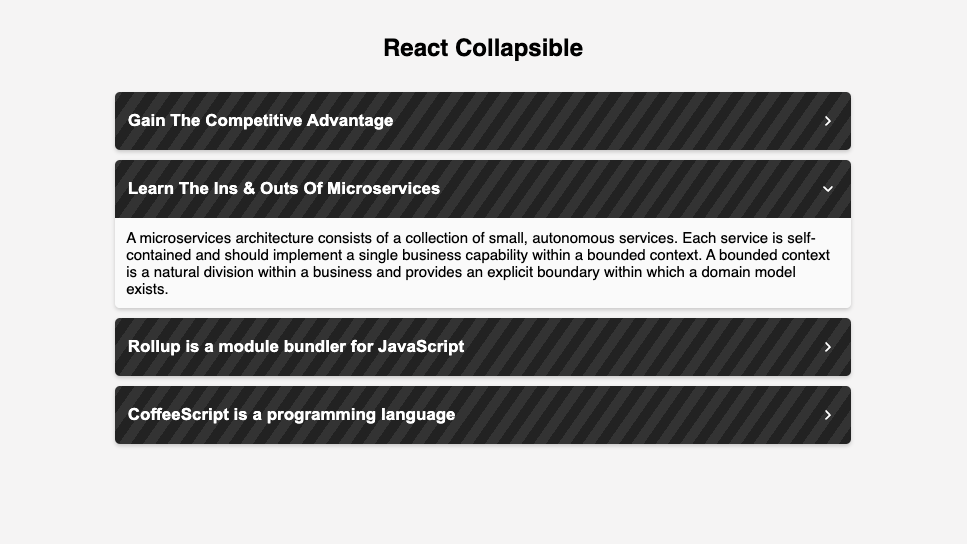 React Collapsible
Gain The Competitive Advantage
Learn The Ins & Outs Of Microservices
A microservices architecture consists of a collection of small, autonomous services. Each service is self-
contained and should implement a single business capability within a bounded context. A bounded context
is a natural division within a business and provides an explicit boundary within which a domain model
exists.
Rollup is a module bundler for JavaScript
CoffeeScript is a programming language